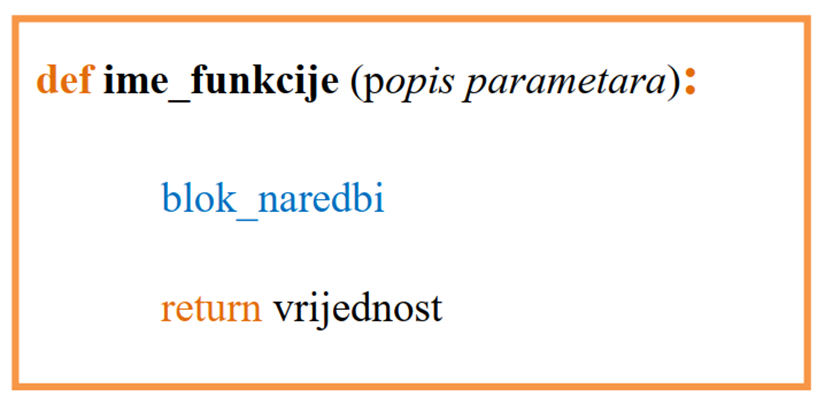 def ime_funkcije (popis parametara):
blok_naredbi
return vrijednost